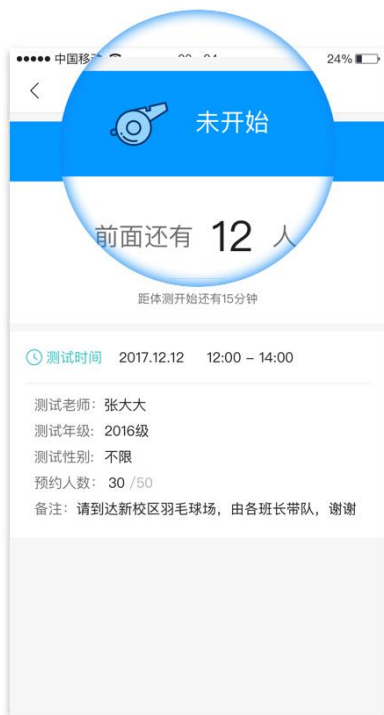 中国移 24%
未开始
前面还有 12 人
距体测开始还有15分钟
测试时间 2017.12.12 12:00 – 14:00
测试老师: 张大大
测试年级: 2016级
测试性别: 不限
预约人数: 30 /50
备注: 请到达新校区羽毛球场，由各班长带队，谢谢